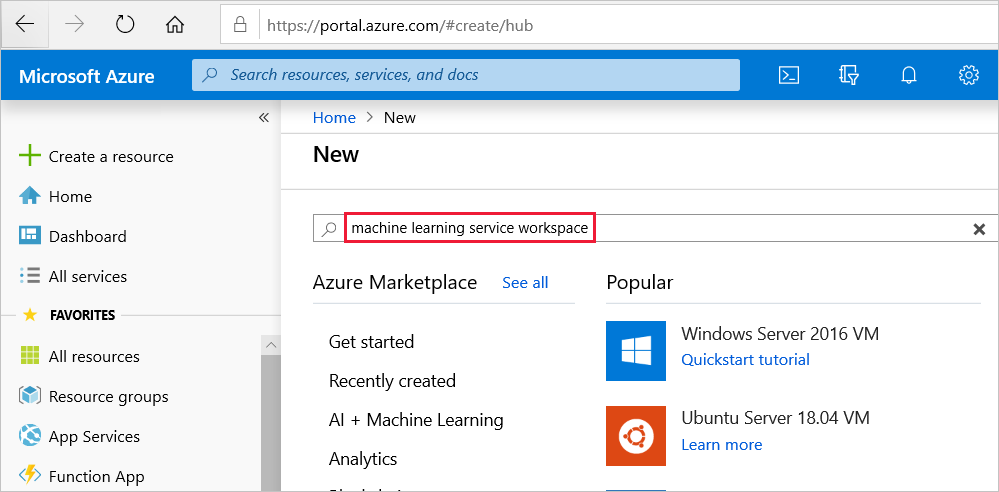 https://portal.azure.com/#create/hub
Microsoft Azure
Search resources, services, and docs
Create a resource
Home
Dashboard
All services
FAVORITES
All resources
Resource groups
App Services
Function App
Home > New
New
machine learning service workspace
Azure Marketplace See all
Get started
Recently created
AI + Machine Learning
Analytics
Popular
Windows Server 2016 VM
Quickstart tutorial
Ubuntu Server 18.04 VM
Learn more